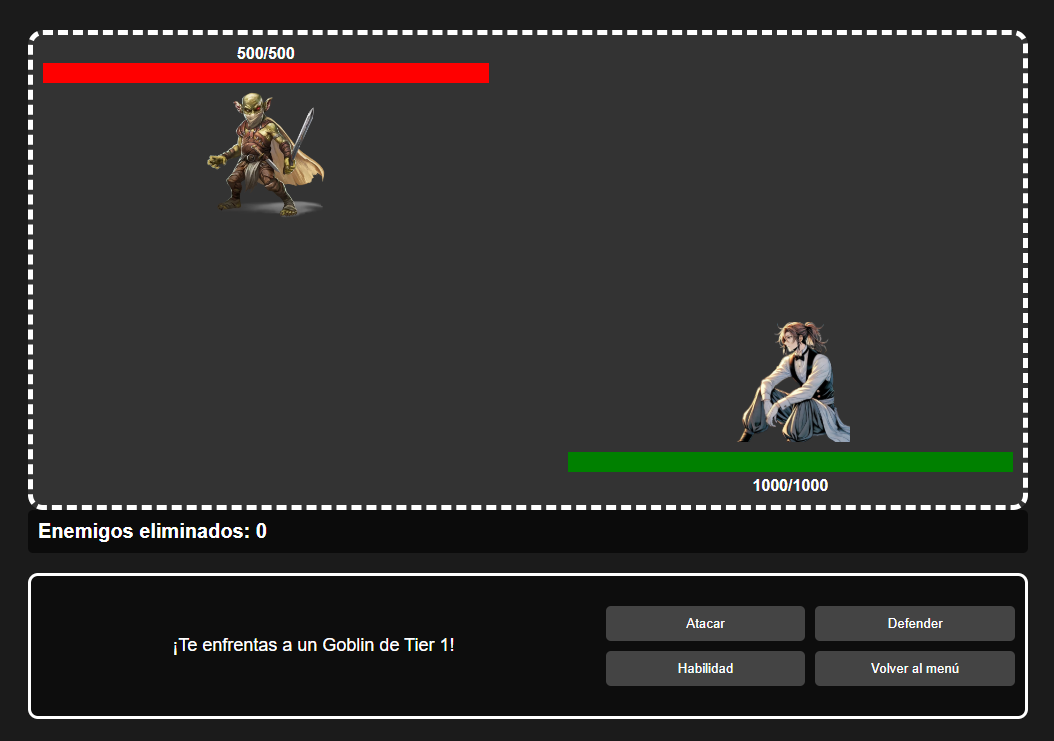 500/500
1000/1000
Enemigos eliminados: 0
¡Te enfrentas a un Goblin de Tier 1!
Atacar
Defender
Habilidad
Volver al menú